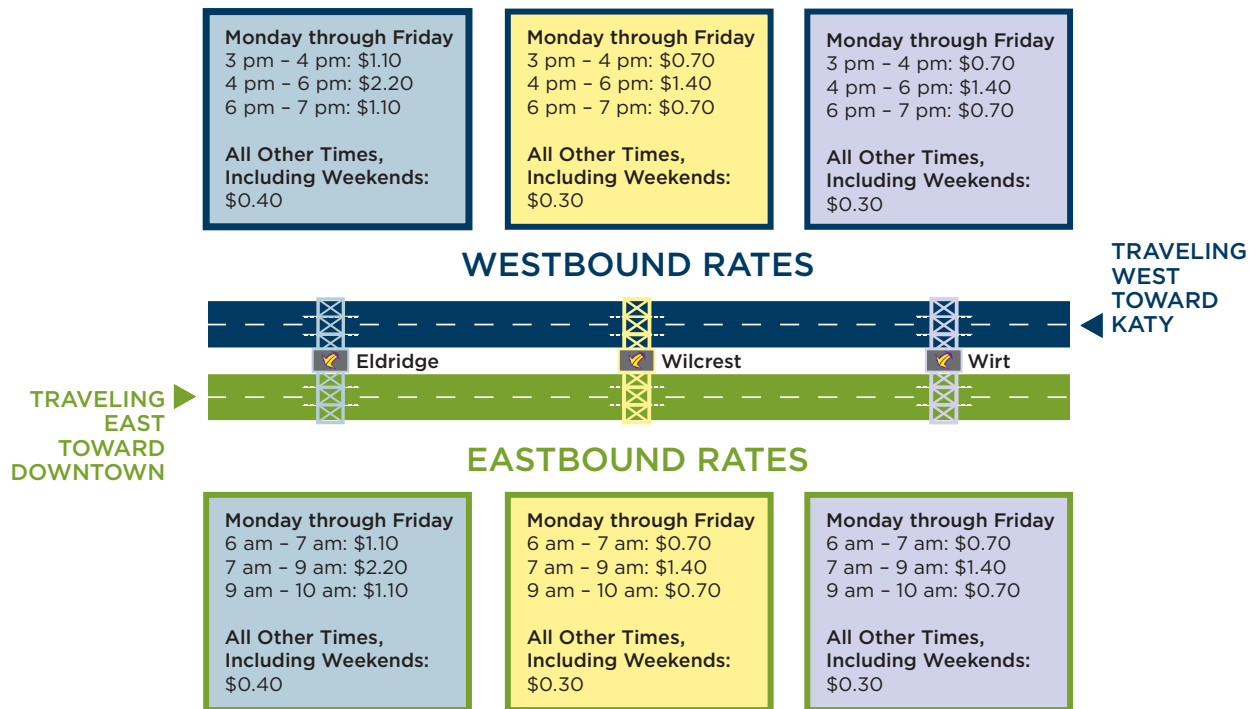 Monday through Friday
3 pm – 4 pm: $1.10
4 pm – 6 pm: $2.20
6 pm – 7 pm: $1.10
All Other Times,
Including Weekends:
$0.40
Monday through Friday
3 pm – 4 pm: $0.70
4 pm – 6 pm: $1.40
6 pm – 7 pm: $0.70
All Other Times,
Including Weekends:
$0.30
Monday through Friday
3 pm – 4 pm: $0.70
4 pm – 6 pm: $1.40
6 pm – 7 pm: $0.70
All Other Times,
Including Weekends:
$0.30
WESTBOUND RATES
TRAVELING
WEST
TOWARD
KATY
Eldridge
Wilcrest
Wirt
TRAVELING
EAST
TOWARD
DOWNTOWN
EASTBOUND RATES
Monday through Friday
6 am – 7 am: $1.10
7 am – 9 am: $2.20
9 am – 10 am: $1.10
All Other Times,
Including Weekends:
$0.40
Monday through Friday
6 am – 7 am: $0.70
7 am – 9 am: $1.40
9 am – 10 am: $0.70
All Other Times,
Including Weekends:
$0.30
Monday through Friday
6 am – 7 am: $0.70
7 am – 9 am: $1.40
9 am – 10 am: $0.70
All Other Times,
Including Weekends:
$0.30